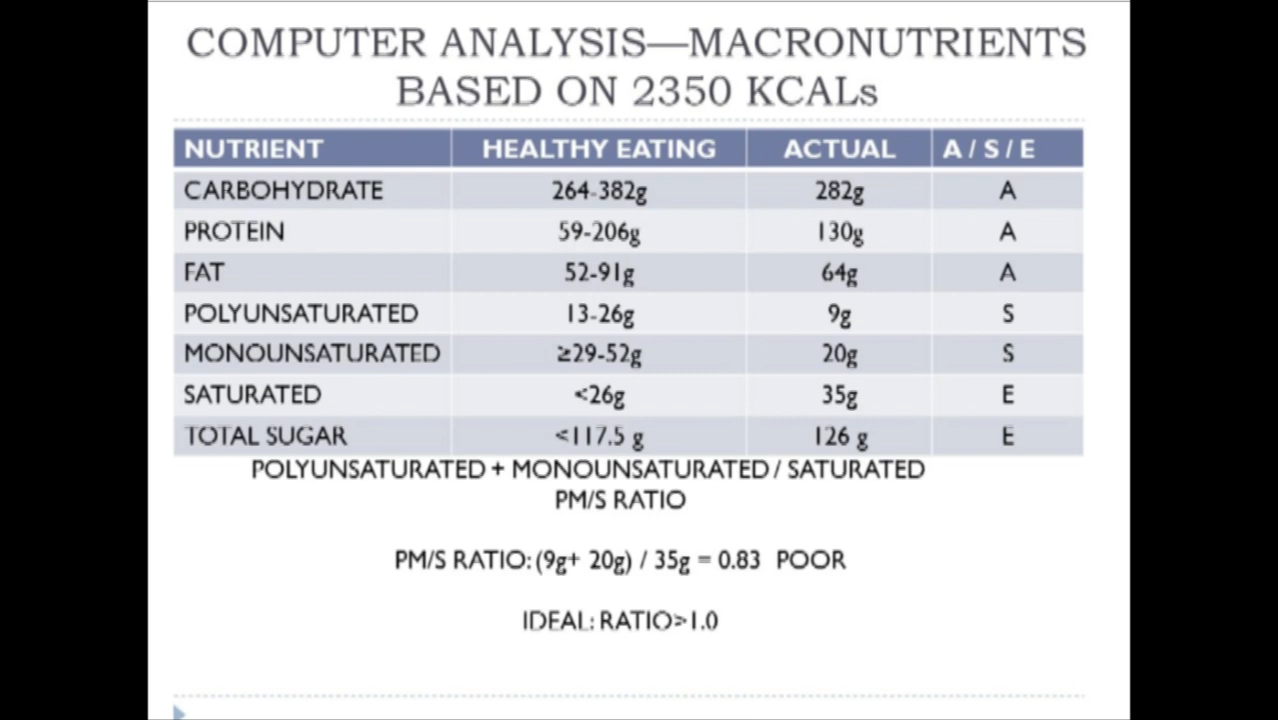 COMPUTER ANALYSIS—MACRONUTRIENTS
BASED ON 2350 KCALs
NUTRIENT HEALTHY EATING ACTUAL A / S / E
CARBOHYDRATE 264-382g 282g A
PROTEIN 59-206g 130g A
FAT 52-91g 64g A
POLYUNSATURATED 13-26g 9g S
MONOUNSATURATED ≥29-52g 20g S
SATURATED <26g 35g E
TOTAL SUGAR <117.5 g 126 g E
POLYUNSATURATED + MONOUNSATURATED / SATURATED
PM/S RATIO
PM/S RATIO: (9g+ 20g) / 35g = 0.83 POOR
IDEAL: RATIO>1.0